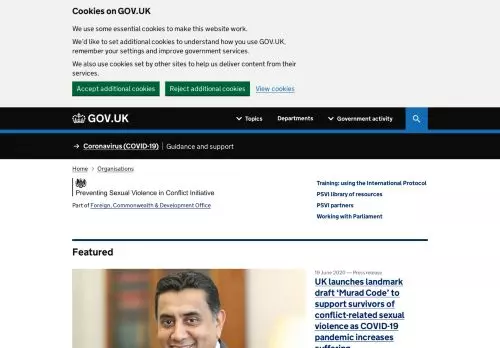 Cookies on GOV.UK
We use some essential cookies to make this website work.
We'd like to set additional cookies to understand how you use GOV.UK,
remember your settings and improve government services.
We also use cookies set by other sites to help us deliver content from their
services.
Accept additional cookies Reject additional cookies View cookies
GOV.UK Topics Departments Government activity
→ Coronavirus (COVID-19) Guidance and support
Home > Organisations
Preventing Sexual Violence in Conflict Initiative
Part of Foreign, Commonwealth & Development Office
Training: using the International Protocol
PSVI library of resources
PSVI partners
Working with Parliament
Featured
19 June 2020 — Press release
UK launches landmark
draft ‘Murad Code’ to
support survivors of
conflict-related sexual
violence as COVID-19
pandemic increases
suffering